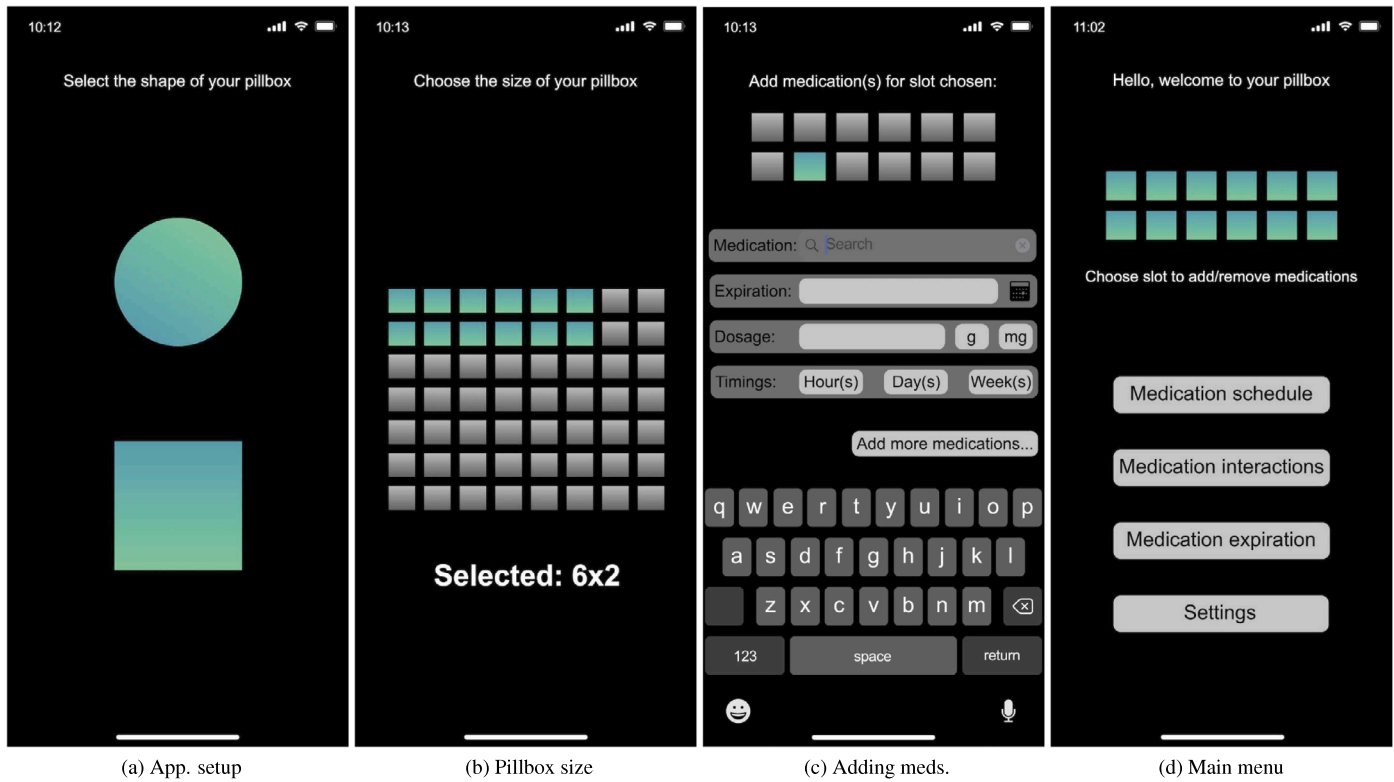 10:12
Select the shape of your pillbox
(a) App. setup
10:13
Choose the size of your pillbox
Selected: 6x2
(b) Pillbox size
10:13
Add medication(s) for slot chosen:
Medication: Search
Expiration:
Dosage: g mg
Timings: Hour(s) Day(s) Week(s)
Add more medications...
q w e r t y u i o p
a s d f g h j k l
z x c v b n m
123 space return
(c) Adding meds.
11:02
Hello, welcome to your pillbox
Choose slot to add/remove medications
Medication schedule
Medication interactions
Medication expiration
Settings
(d) Main menu